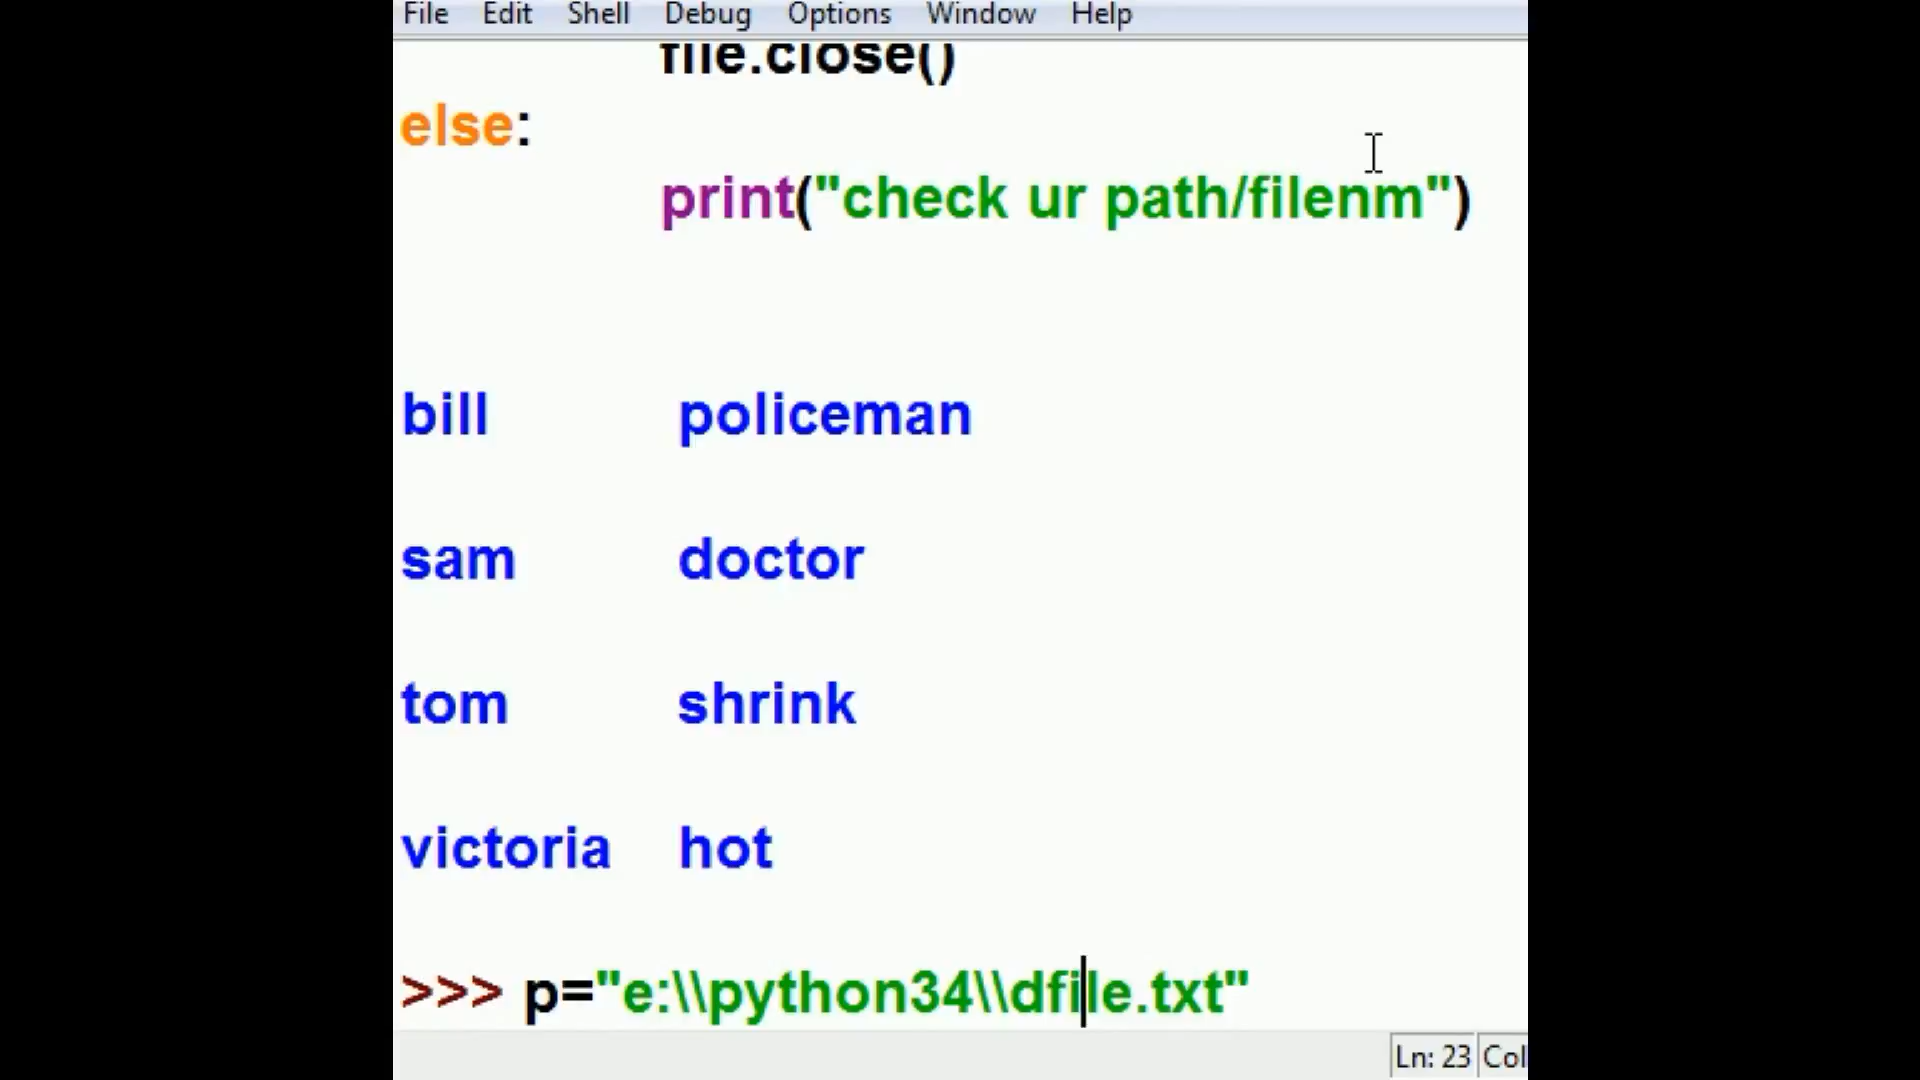 File Edit Shell Debug Options Window Help
file.close()
else:
print("check ur path/filenm")
bill policeman
sam doctor
tom shrink
victoria hot
>>> p="e:\\python34\\dfile.txt"
Ln: 23 Col